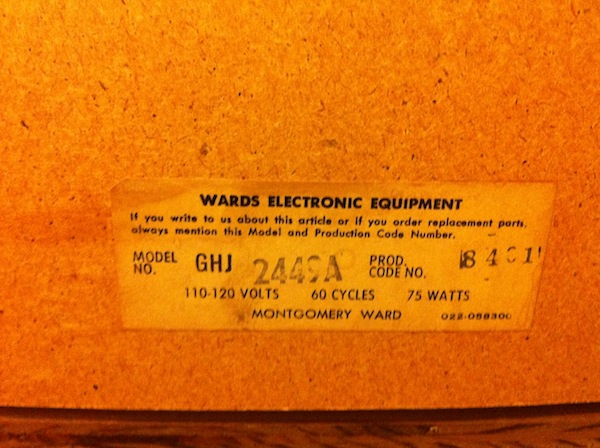 WARDS ELECTRONIC EQUIPMENT
If you write to us about this article or if you order replacement parts,
always mention this Model and Production Code Number.
MODEL NO. GHJ PROD. CODE NO.
110-120 VOLTS 60 CYCLES 75 WATTS
MONTGOMERY WARD 022-058300